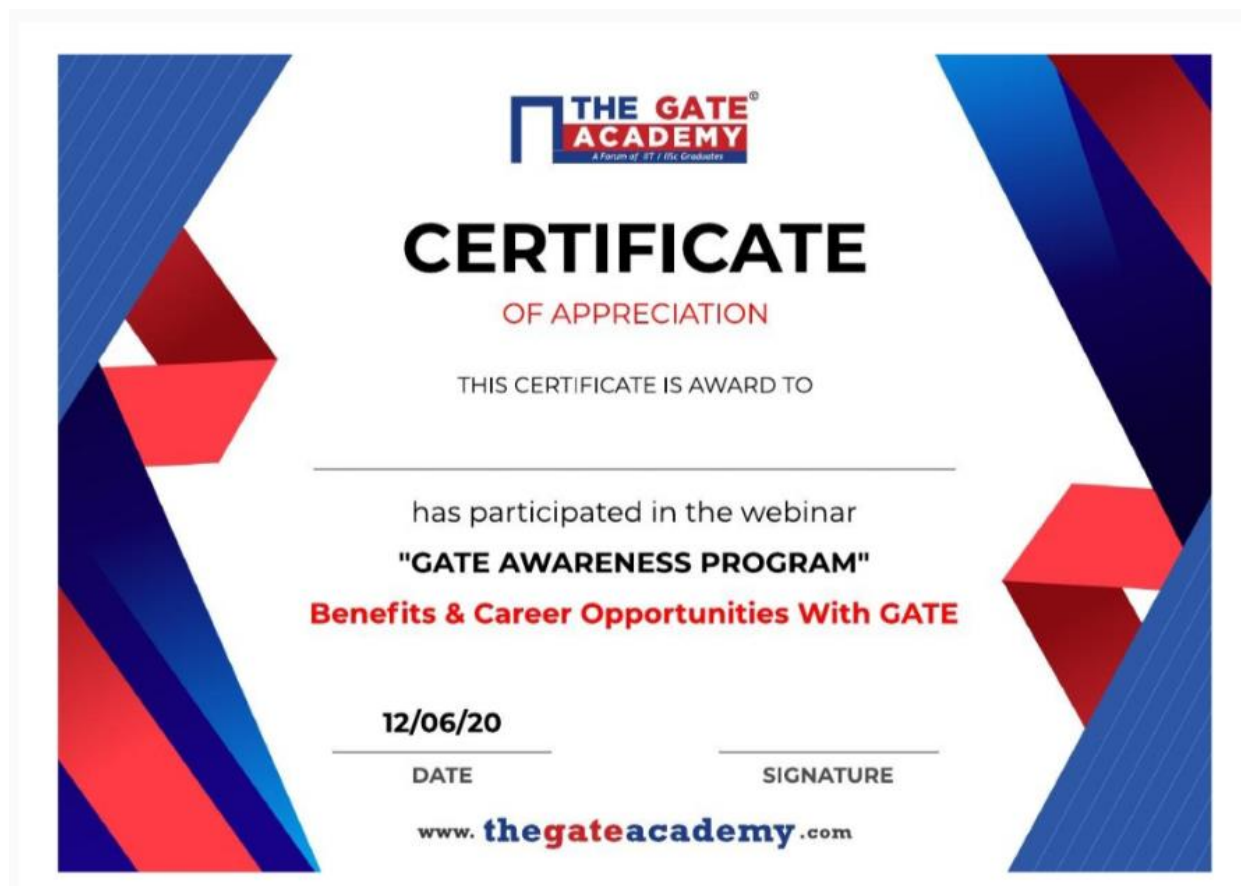 THE GATE©
ACADEMY
A Forum of IIT / IISc Graduates
CERTIFICATE
OF APPRECIATION
THIS CERTIFICATE IS AWARD TO
has participated in the webinar
"GATE AWARENESS PROGRAM"
Benefits & Career Opportunities With GATE
12/06/20
DATE
SIGNATURE
www.thegateacademy.com